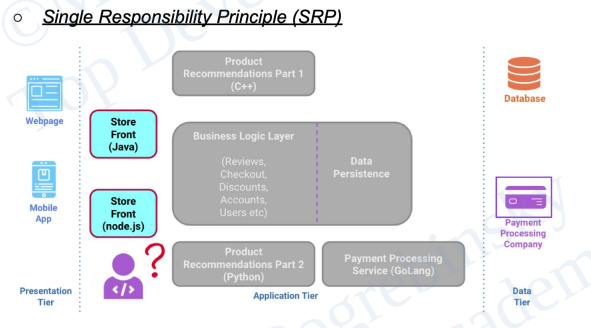 ○ Single Responsibility Principle (SRP)
Product
Recommendations Part 1
(C++)
Webpage
Store
Front
(Java)
Business Logic Layer
(Reviews,
Checkout,
Discounts,
Accounts,
Users etc)
Data
Persistence
Database
Mobile
App
Store
Front
(node.js)
Payment
Processing
Company
?
</>
Product
Recommendations Part 2
(Python)
Payment Processing
Service (GoLang)
Presentation
Tier
Application Tier
Data
Tier